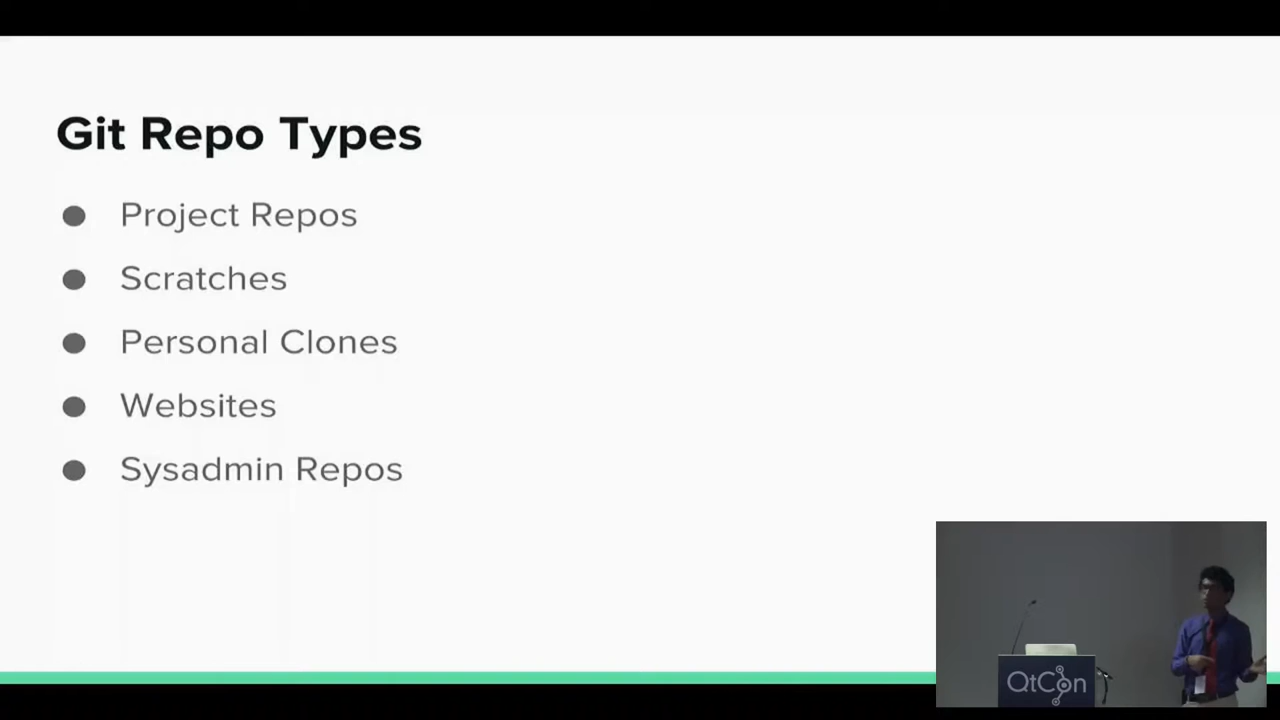 Git Repo Types
Project Repos
Scratches
Personal Clones
Websites
Sysadmin Repos
QtCon